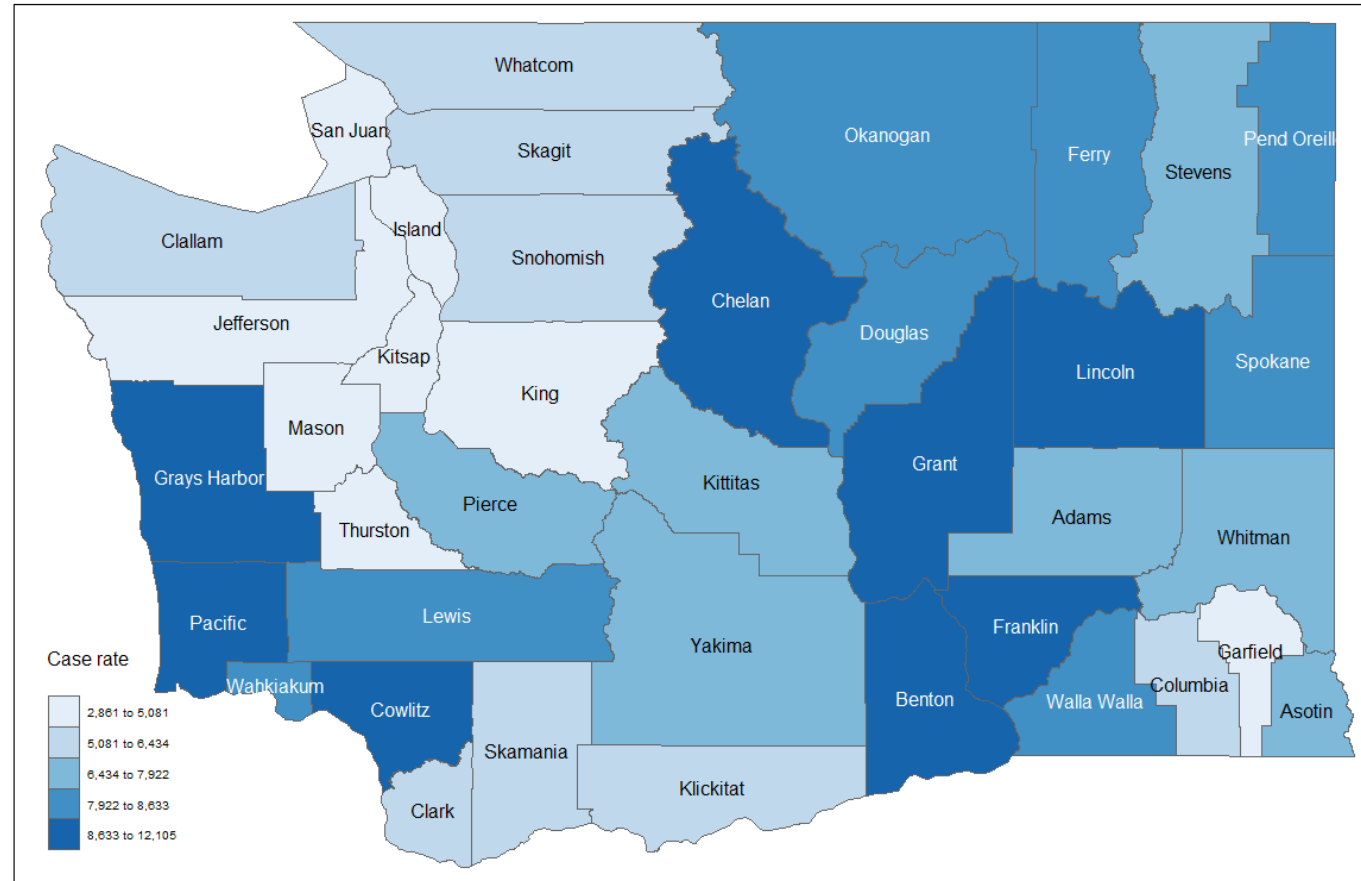 Whatcom
San Juan
Skagit
Okanogan
Ferry
Pend Oreill
Stevens
Clallam
Island
Snohomish
Chelan
Jefferson
Douglas
Kitsap
King
Lincoln
Spokane
Mason
Grays Harbor
Grant
Kittitas
Pierce
Adams
Thurston
Whitman
Pacific
Lewis
Franklin
Yakima
Garfield
Case rate
Wahkiakum
Columbia
Cowlitz
Benton
Walla Walla
Asotin
2,861 to 5,081
5,081 to 6,434
Skamania
6,434 to 7,922
Klickitat
7,922 to 8,633
Clark
8,633 to 12,105